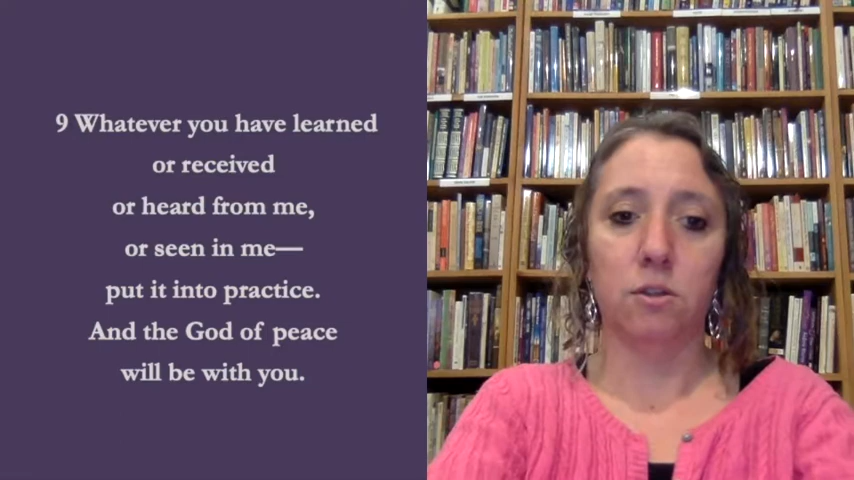 9 Whatever you have learned
or received
or heard from me,
or seen in me—
put it into practice.
And the God of peace
will be with you.